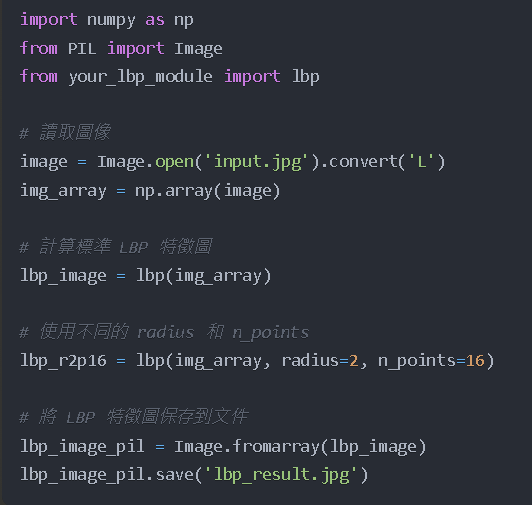 import numpy as np
from PIL import Image
from your_lbp_module import lbp
# 讀取圖像
image = Image.open('input.jpg').convert('L')
img_array = np.array(image)
# 計算標準 LBP 特徵圖
lbp_image = lbp(img_array)
# 使用不同的 radius 和 n_points
lbp_r2p16 = lbp(img_array, radius=2, n_points=16)
# 將 LBP 特徵圖保存到文件
lbp_image_pil = Image.fromarray(lbp_image)
lbp_image_pil.save('lbp_result.jpg')